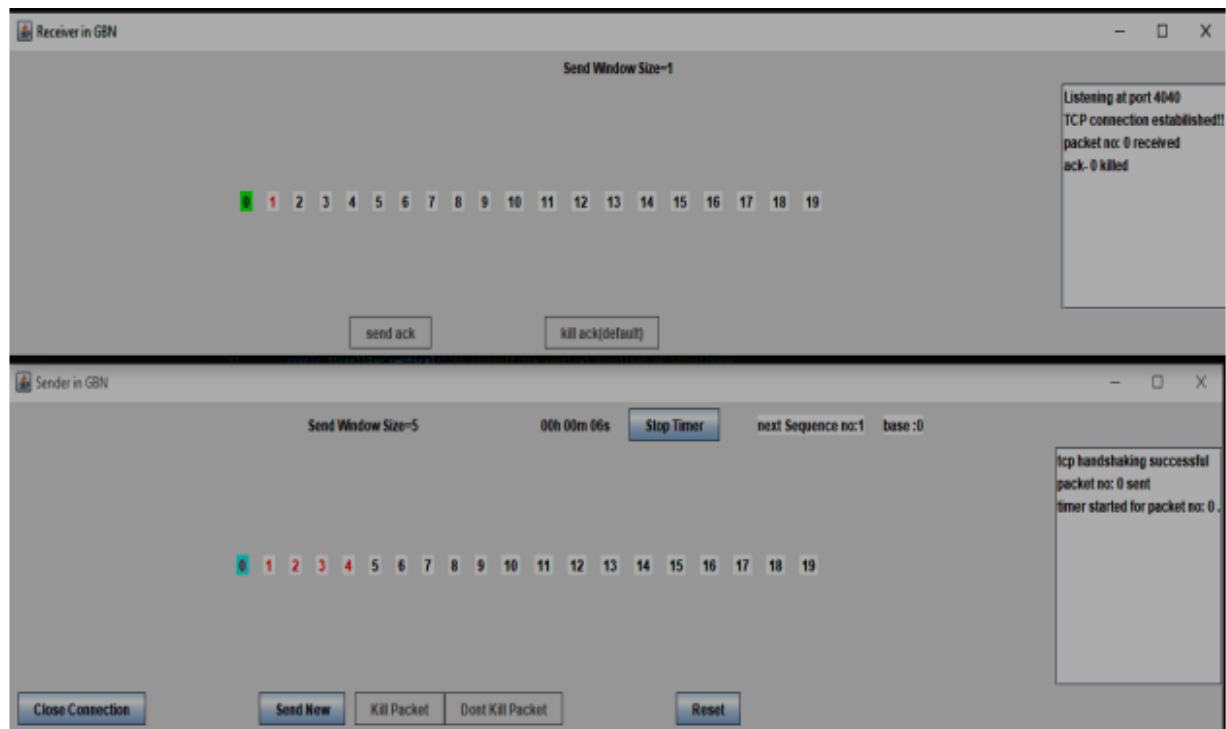 Receiver in GBN
Send Window Size=1
Listening at port 4040
TCP connection estabilished!!
packet no: 0 received
ack- 0 killed
0 1 2 3 4 5 6 7 8 9 10 11 12 13 14 15 16 17 18 19
send ack kill ack(default)
Sender in GBN
Send Window Size=5 00h 00m 06s Stop Timer next Sequence no:1 base :0
tcp handshaking successful
packet no: 0 sent
timer started for packet no: 0 .
0 1 2 3 4 5 6 7 8 9 10 11 12 13 14 15 16 17 18 19
Close Connection Send New Kill Packet Dont Kill Packet Reset